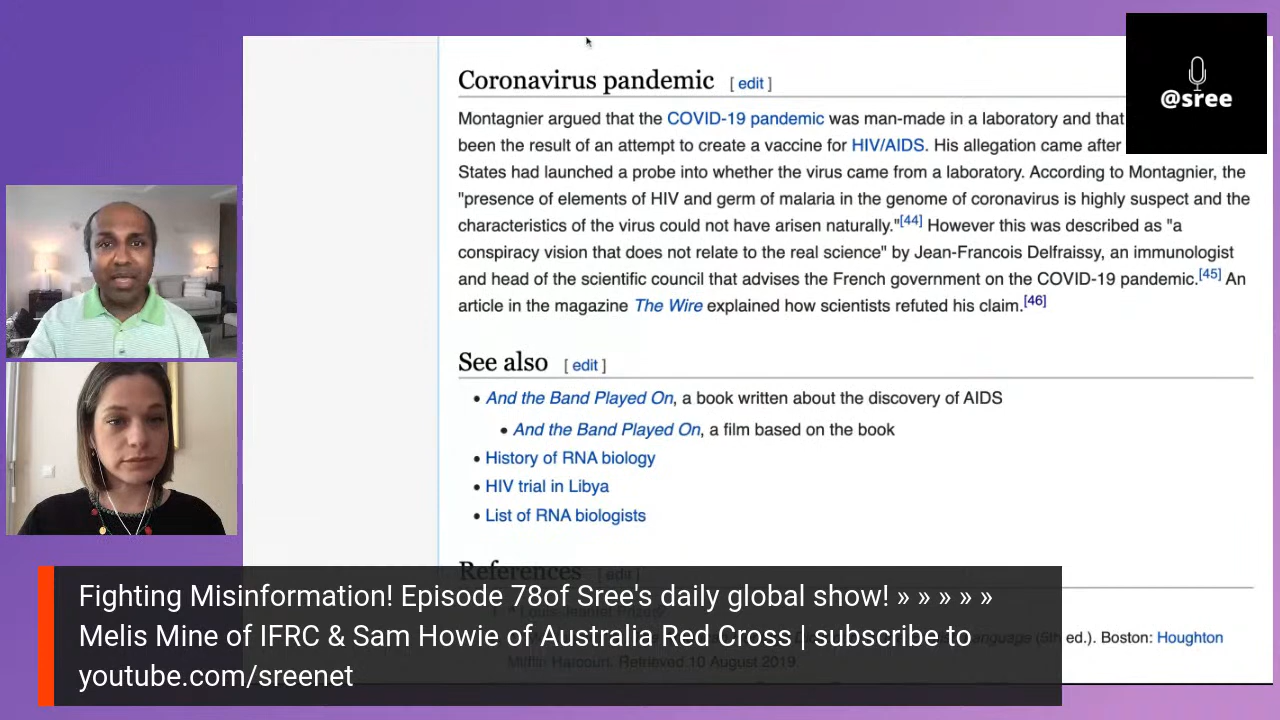 @sree
Coronavirus pandemic [ edit ]
Montagnier argued that the COVID-19 pandemic was man-made in a laboratory and that
been the result of an attempt to create a vaccine for HIV/AIDS. His allegation came after
States had launched a probe into whether the virus came from a laboratory. According to Montagnier, the
"presence of elements of HIV and germ of malaria in the genome of coronavirus is highly suspect and the
characteristics of the virus could not have arisen naturally."[44] However this was described as "a
conspiracy vision that does not relate to the real science" by Jean-Francois Delfraissy, an immunologist
and head of the scientific council that advises the French government on the COVID-19 pandemic.[45] An
article in the magazine The Wire explained how scientists refuted his claim.[46]
See also [ edit ]
• And the Band Played On, a book written about the discovery of AIDS
• And the Band Played On, a film based on the book
• History of RNA biology
• HIV trial in Libya
• List of RNA biologists
References [ edit ]
language (5th ed.). Boston: Houghton
Mifflin Harcourt. Retrieved 10 August 2019.
Fighting Misinformation! Episode 78of Sree's daily global show! » » » » »
Melis Mine of IFRC & Sam Howie of Australia Red Cross | subscribe to
youtube.com/sreenet